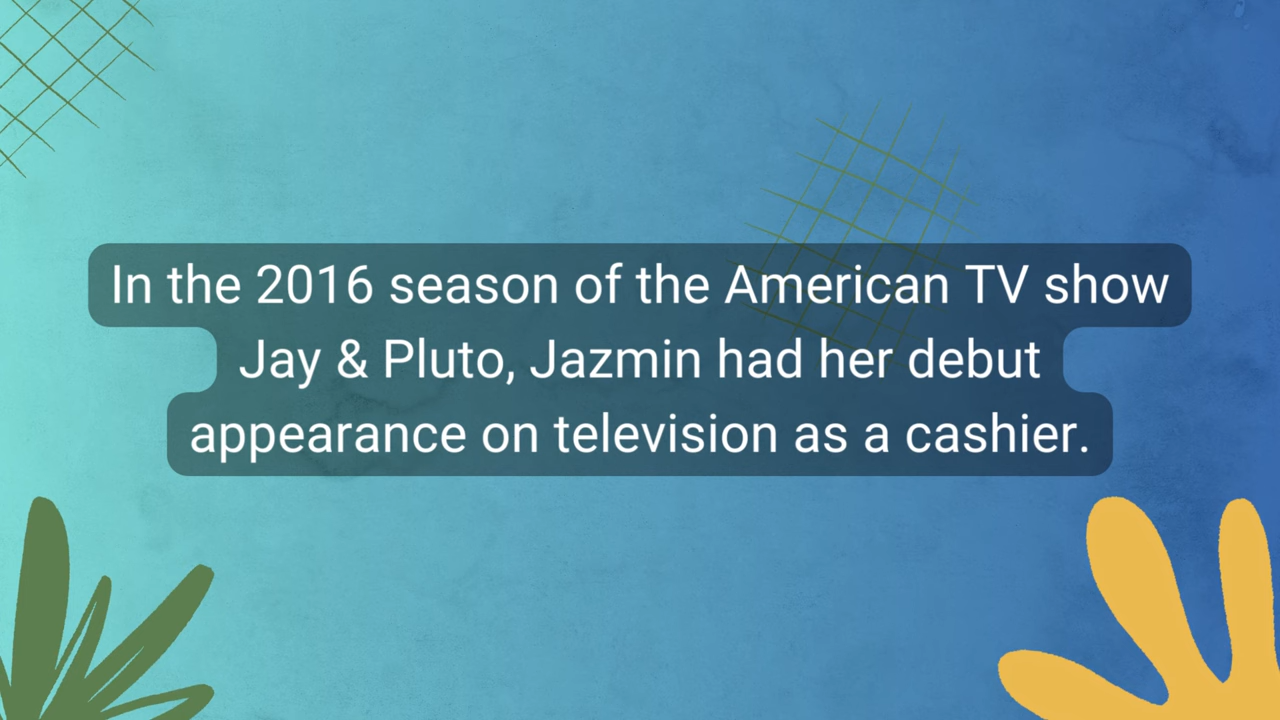 In the 2016 season of the American TV show
Jay & Pluto, Jazmin had her debut
appearance on television as a cashier.